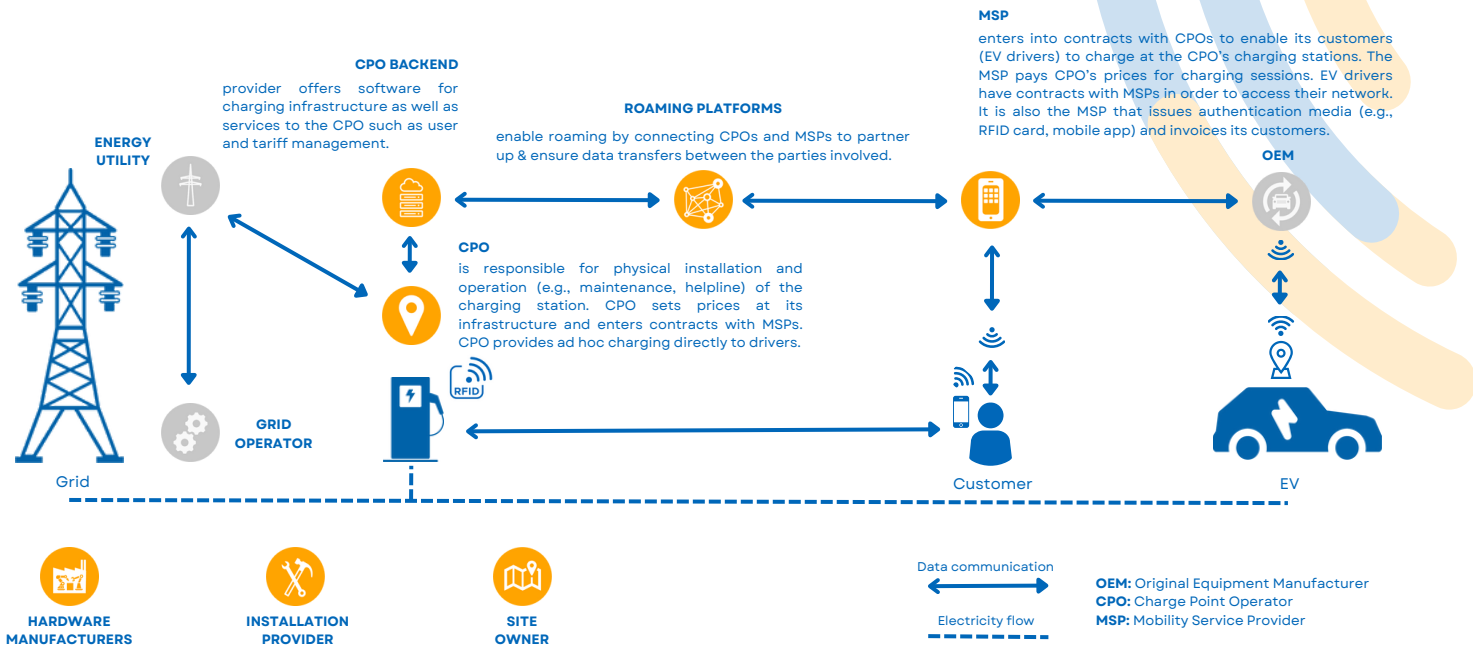 MSP
enters into contracts with CPOs to enable its customers
(EV drivers) to charge at the CPO's charging stations. The
MSP pays CPO's prices for charging sessions. EV drivers
have contracts with MSPs in order to access their network.
It is also the MSP that issues authentication media (e.g.,
RFID card, mobile app) and invoices its customers.
CPO BACKEND
provider offers software for
charging infrastructure as well as
services to the CPO such as user
and tariff management.
ROAMING PLATFORMS
enable roaming by connecting CPOs and MSPs to partner
up & ensure data transfers between the parties involved.
ENERGY
UTILITY
OEM
CPO
is responsible for physical installation and
operation (e.g., maintenance, helpline) of the
charging station. CPO sets prices at its
infrastructure and enters contracts with MSPs.
CPO provides ad hoc charging directly to drivers.
RFID
GRID
OPERATOR
Grid
Customer
EV
HARDWARE
MANUFACTURERS
INSTALLATION
PROVIDER
SITE
OWNER
Data communication
Electricity flow
OEM: Original Equipment Manufacturer
CPO: Charge Point Operator
MSP: Mobility Service Provider